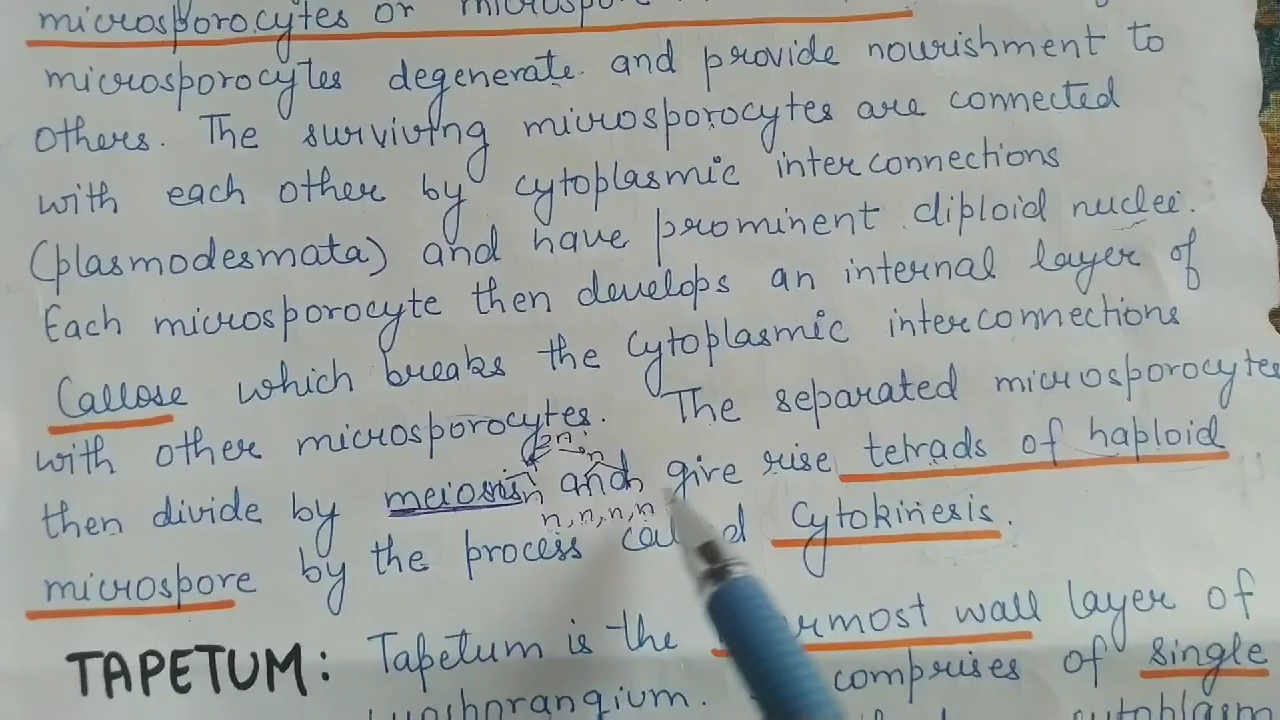 microsporocytes or
microsporocytes degenerate and provide nourishment to
others. The surviving microsporocytes are connected
with each other by cytoplasmic interconnections
(plasmodesmata) and have prominent diploid nuclei.
Each microsporocyte then develops an internal layer of
Callose which breaks the cytoplasmic interconnections
with other microsporocytes. The separated microsporocytes
2n n
then divide by meiosis n and give rise tetrads of haploid
n, n, n, n
microspore by the process Cytokinesis.
TAPETUM: Tapetum is the wall layer of
comprises of single